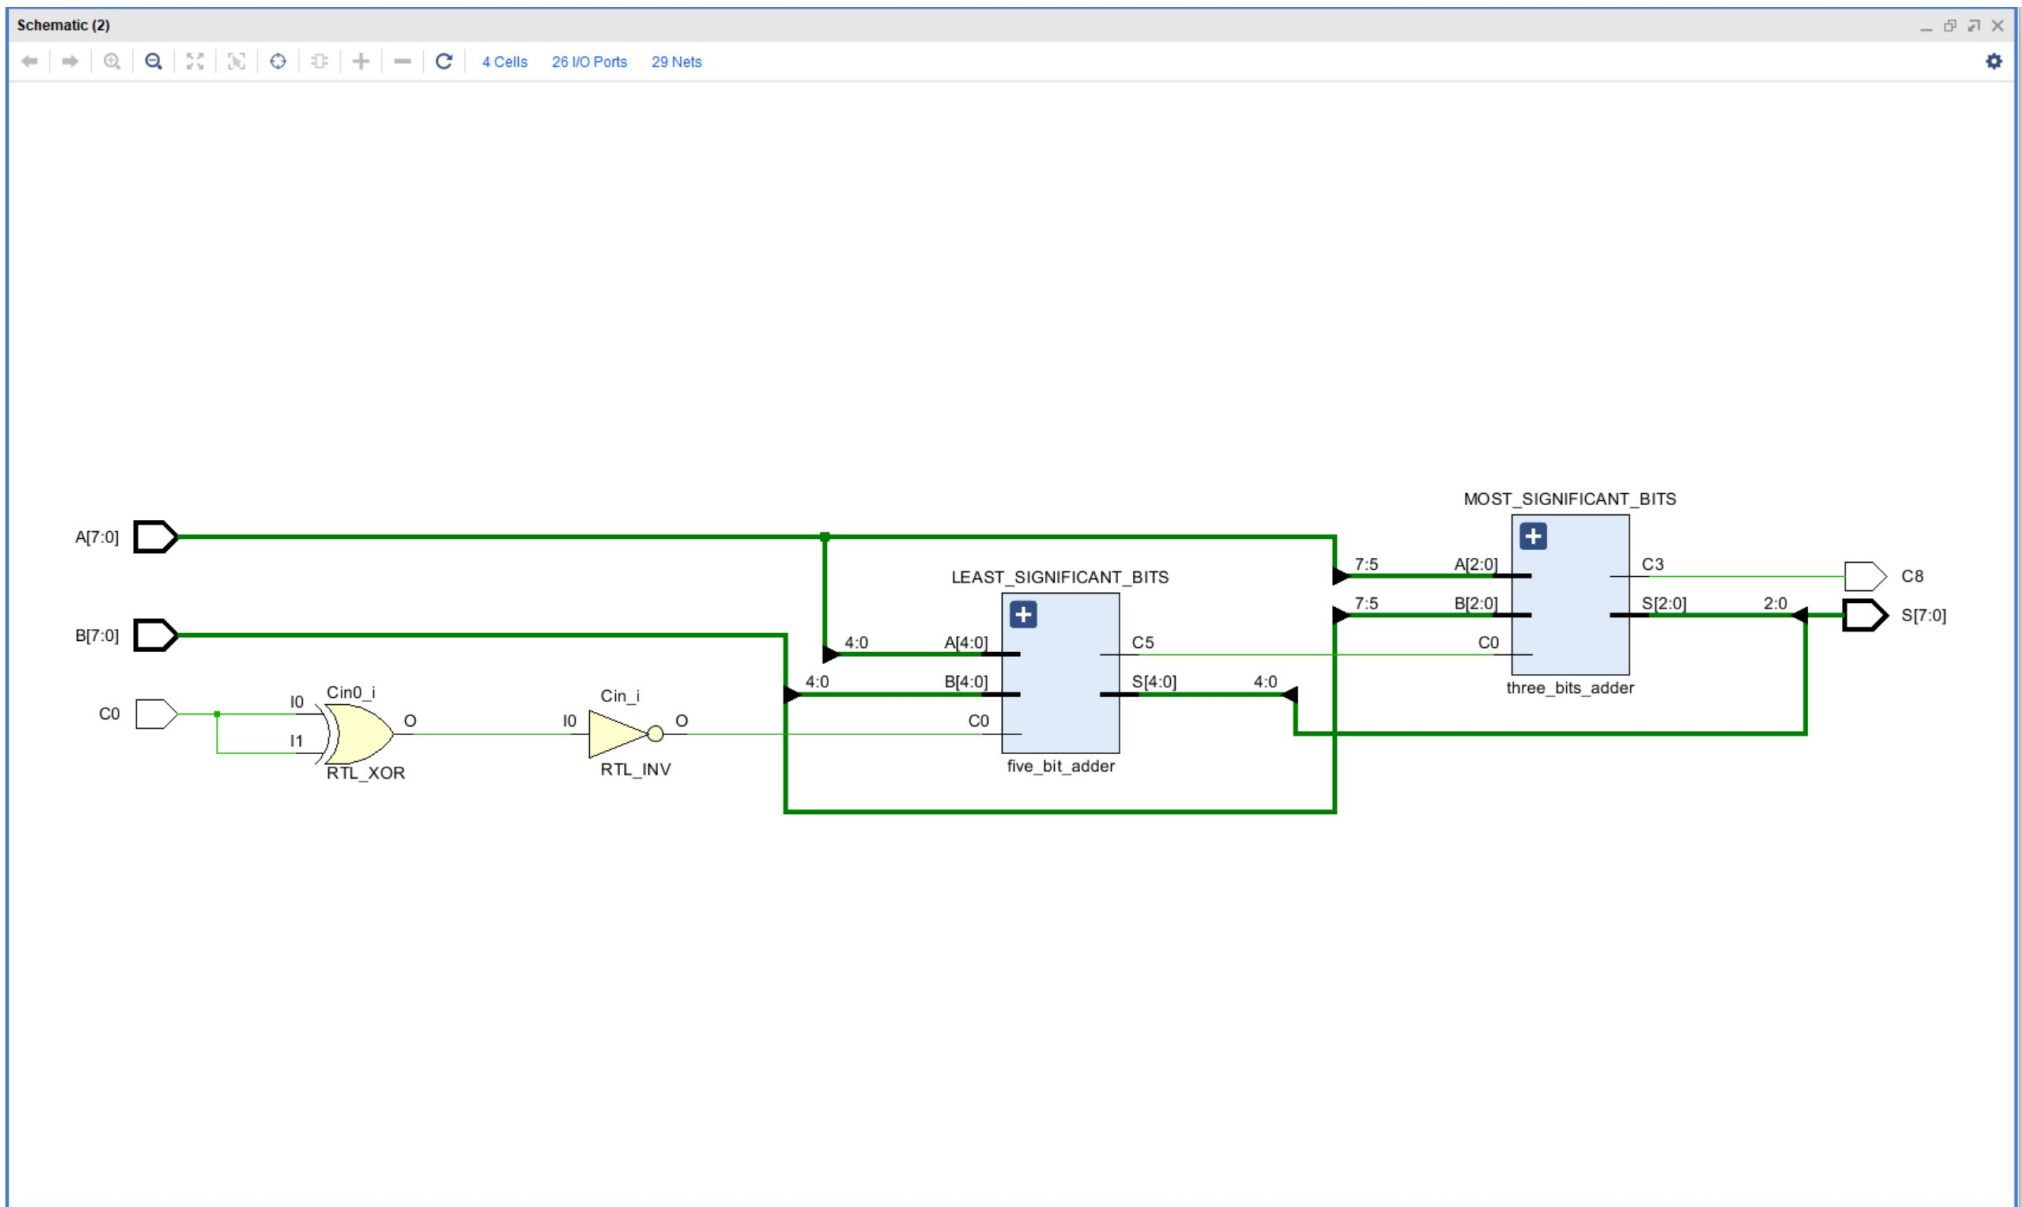 Schematic (2)
4 Cells 26 I/O Ports 29 Nets
MOST_SIGNIFICANT_BITS
A[7:0]
7:5 A[2:0] C3 C8
LEAST_SIGNIFICANT_BITS
7:5 B[2:0] S[2:0] 2:0 S[7:0]
B[7:0] 4:0 A[4:0] C5 C0
4:0 B[4:0] S[4:0] 4:0 three_bits_adder
Cin0_i Cin_i
C0 I0 O I0 O C0
I1
RTL_XOR RTL_INV five_bit_adder